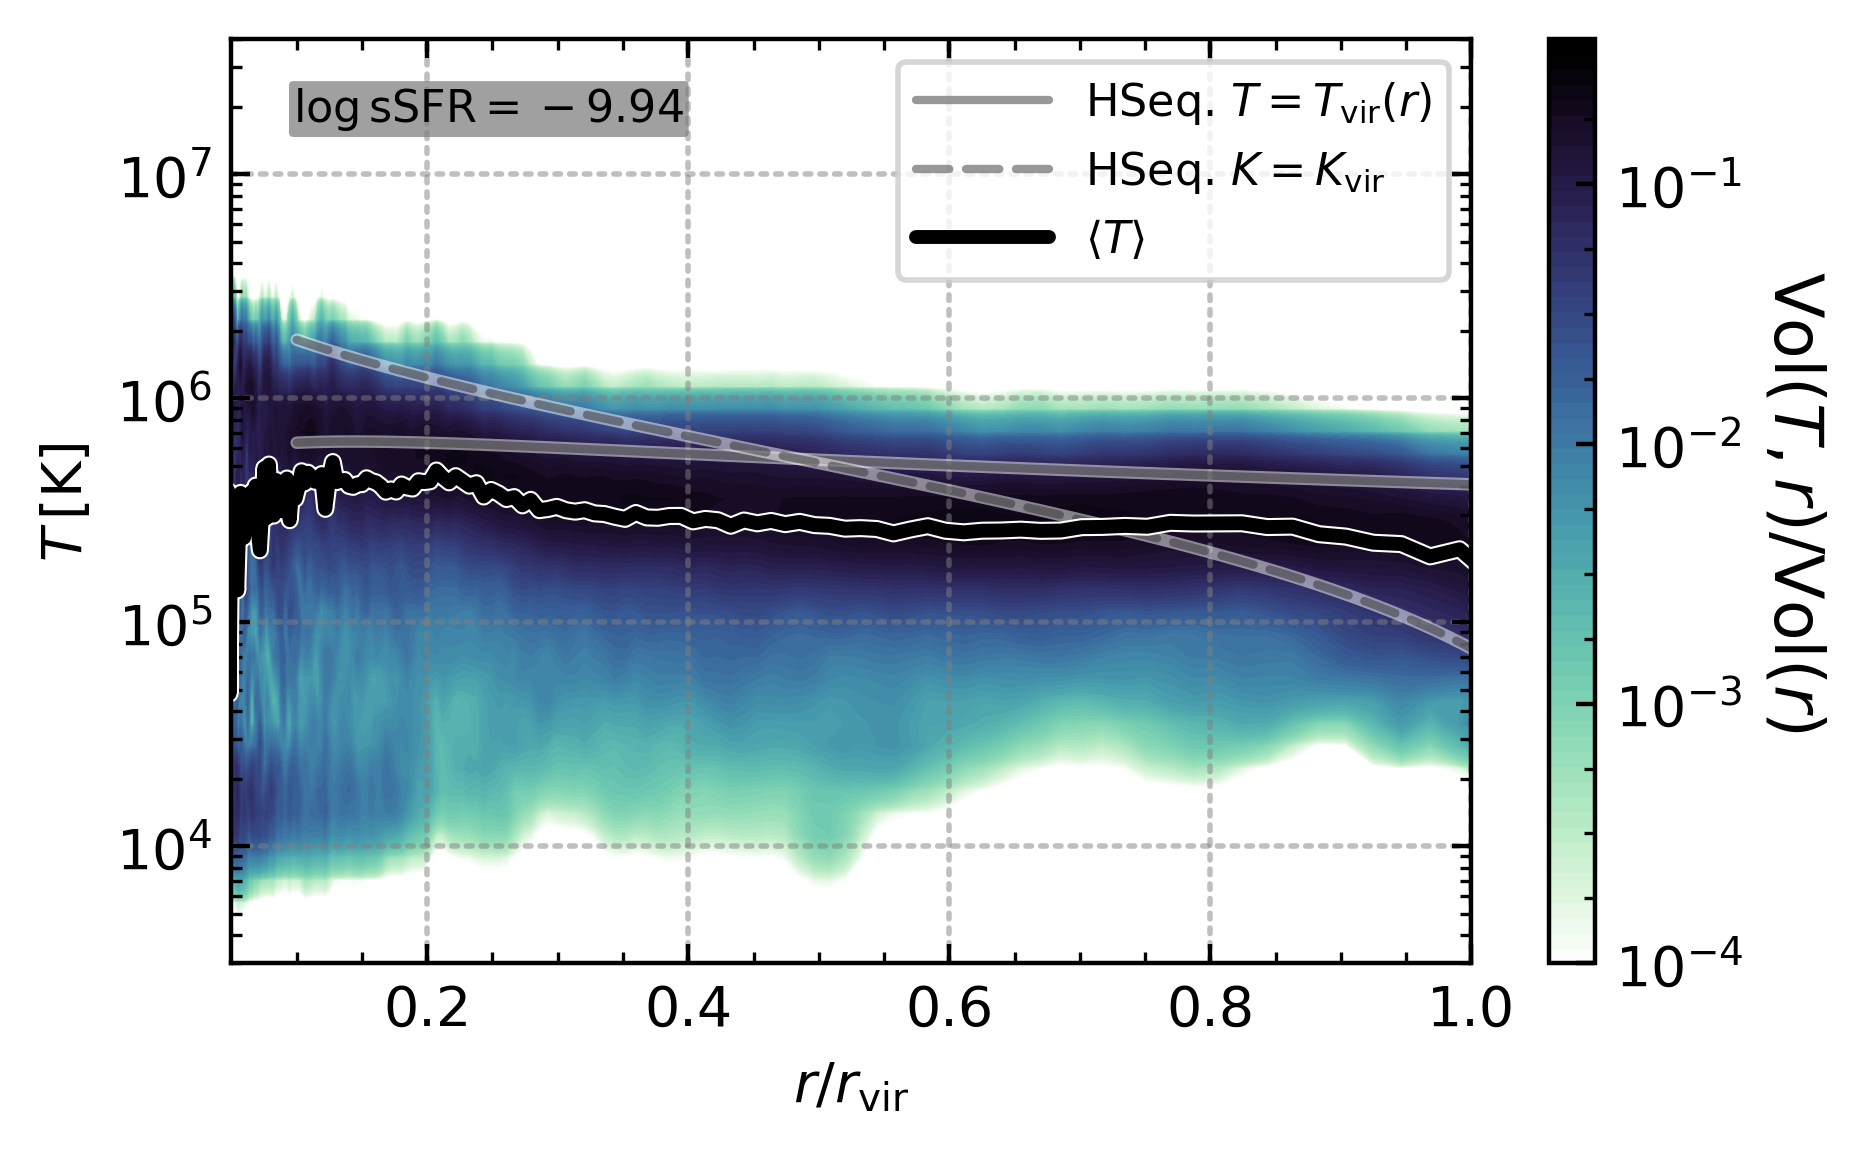 log sSFR = −9.94
HSeq. T = T_vir(r)
HSeq. K = K_vir
⟨T⟩
10^7
10^6
10^5
10^4
T [K]
0.2 0.4 0.6 0.8 1.0
r/r_vir
10^−1
10^−2
10^−3
10^−4
Vol(T, r)/Vol(r)